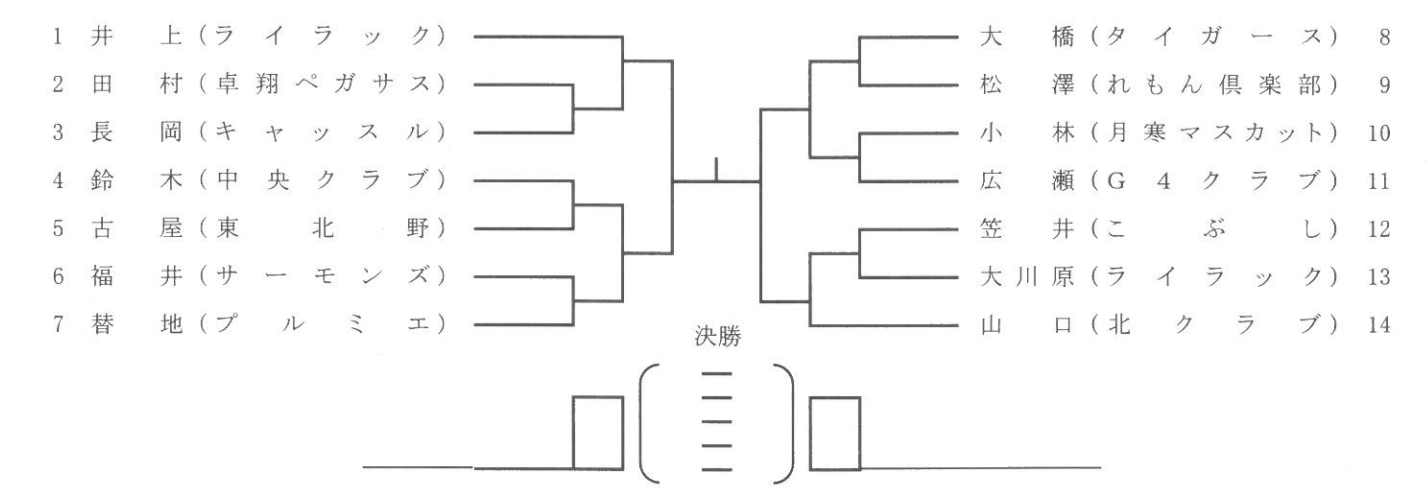 1 井上(ライラック)
2 田村(卓翔ペガサス)
3 長岡(キャッスル)
4 鈴木(中央クラブ)
5 古屋(東北野)
6 福井(サーモンズ)
7 替地(プルミエ)
大橋(タイガース) 8
松澤(れもん倶楽部) 9
小林(月寒マスカット) 10
広瀬(G4クラブ) 11
笠井(こぶし) 12
大川原(ライラック) 13
山口(北クラブ) 14
決勝